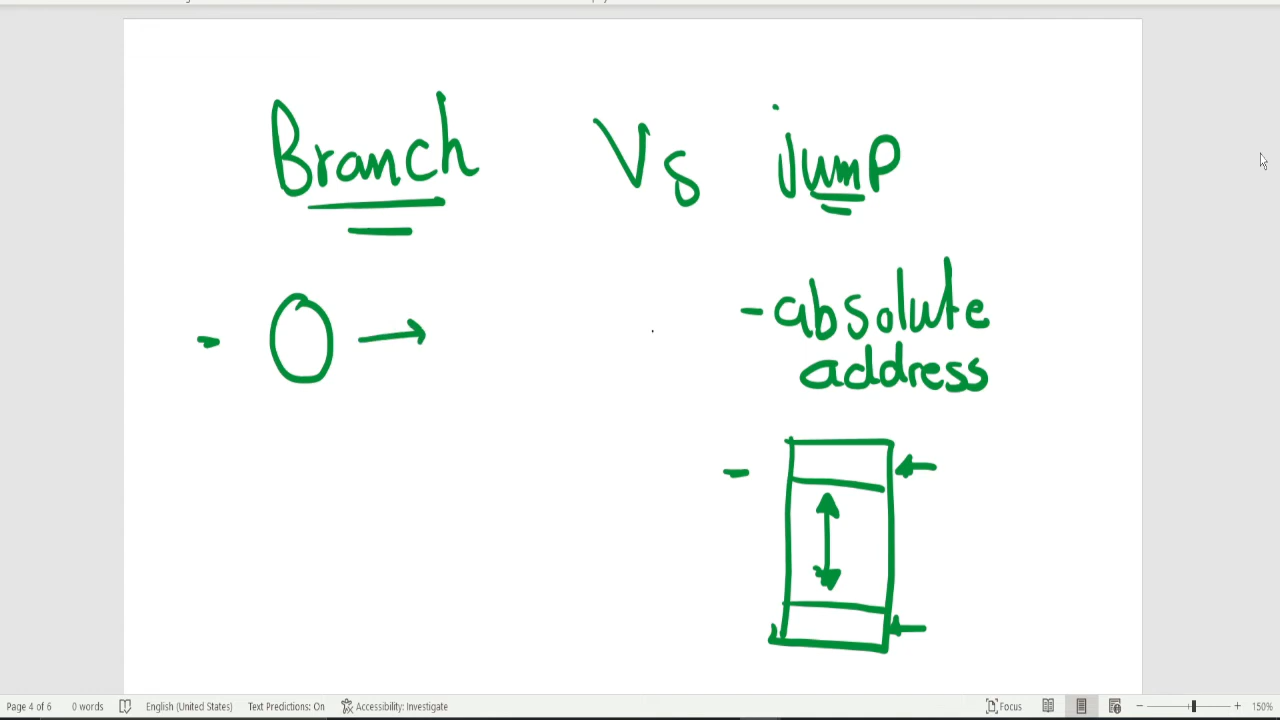 Branch Vs jump
- absolute
address
Page 4 of 6 0 words English (United States) Text Predictions: On Accessibility: Investigate Focus 150%